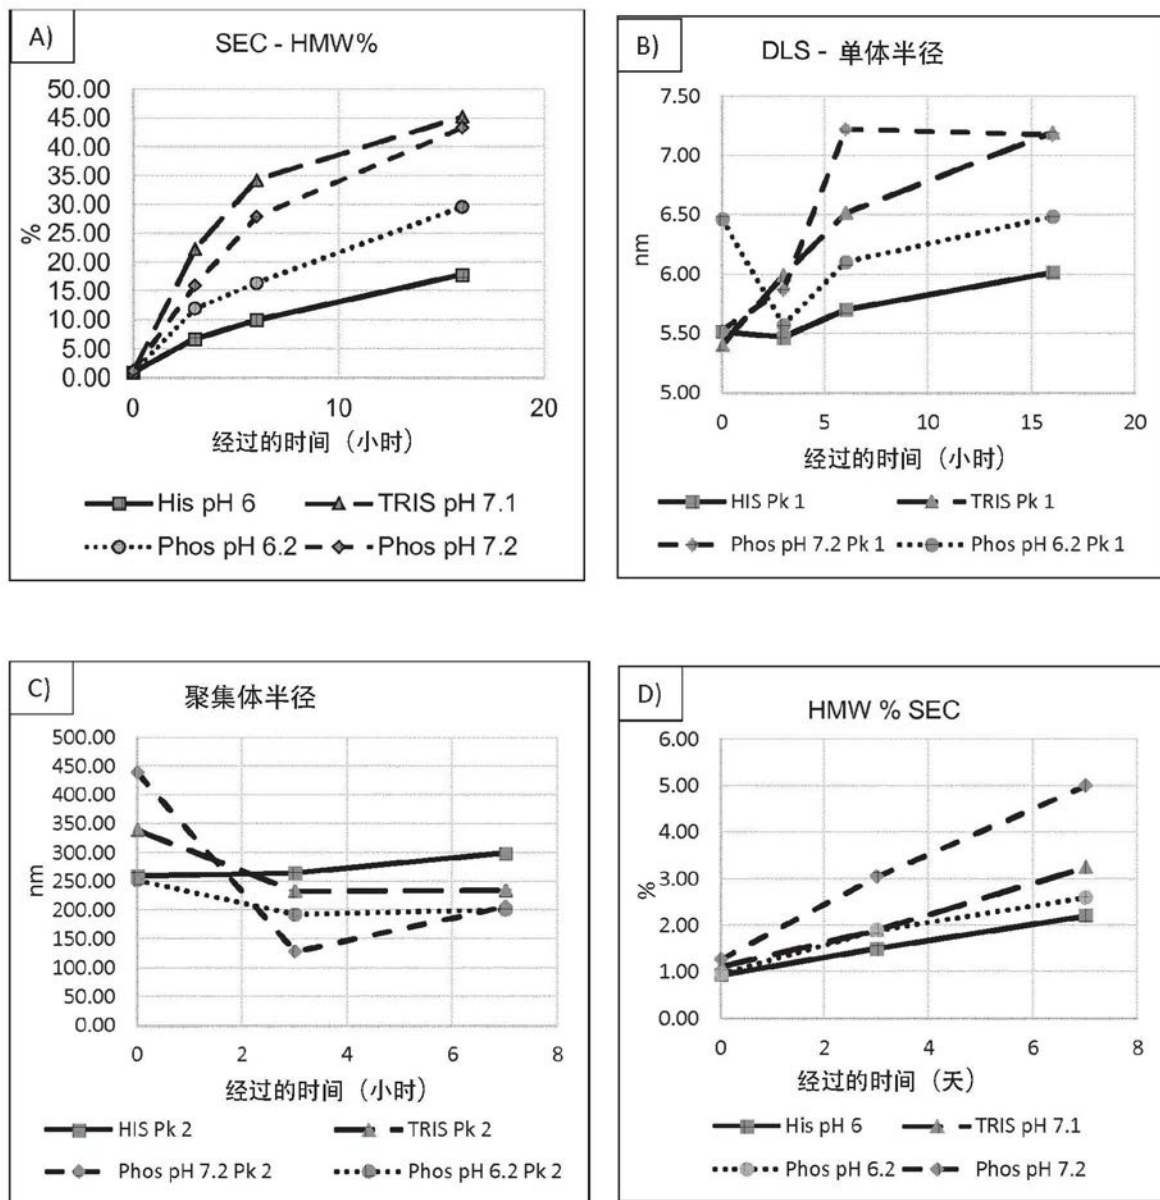 A)
SEC - HMW%
50.00
45.00
40.00
35.00
30.00
25.00
20.00
15.00
10.00
5.00
0.00
%
0 10 20
经过的时间（小时）
His pH 6 TRIS pH 7.1
Phos pH 6.2 Phos pH 7.2
B)
DLS - 单体半径
7.50
7.00
6.50
6.00
5.50
5.00
nm
0 5 10 15 20
经过的时间（小时）
HIS Pk 1 TRIS Pk 1
Phos pH 7.2 Pk 1 Phos pH 6.2 Pk 1
C)
聚集体半径
500.00
450.00
400.00
350.00
300.00
250.00
200.00
150.00
100.00
50.00
0.00
nm
0 2 4 6 8
经过的时间（小时）
HIS Pk 2 TRIS Pk 2
Phos pH 7.2 Pk 2 Phos pH 6.2 Pk 2
D)
HMW % SEC
6.00
5.00
4.00
3.00
2.00
1.00
0.00
%
0 2 4 6 8
经过的时间（天）
His pH 6 TRIS pH 7.1
Phos pH 6.2 Phos pH 7.2